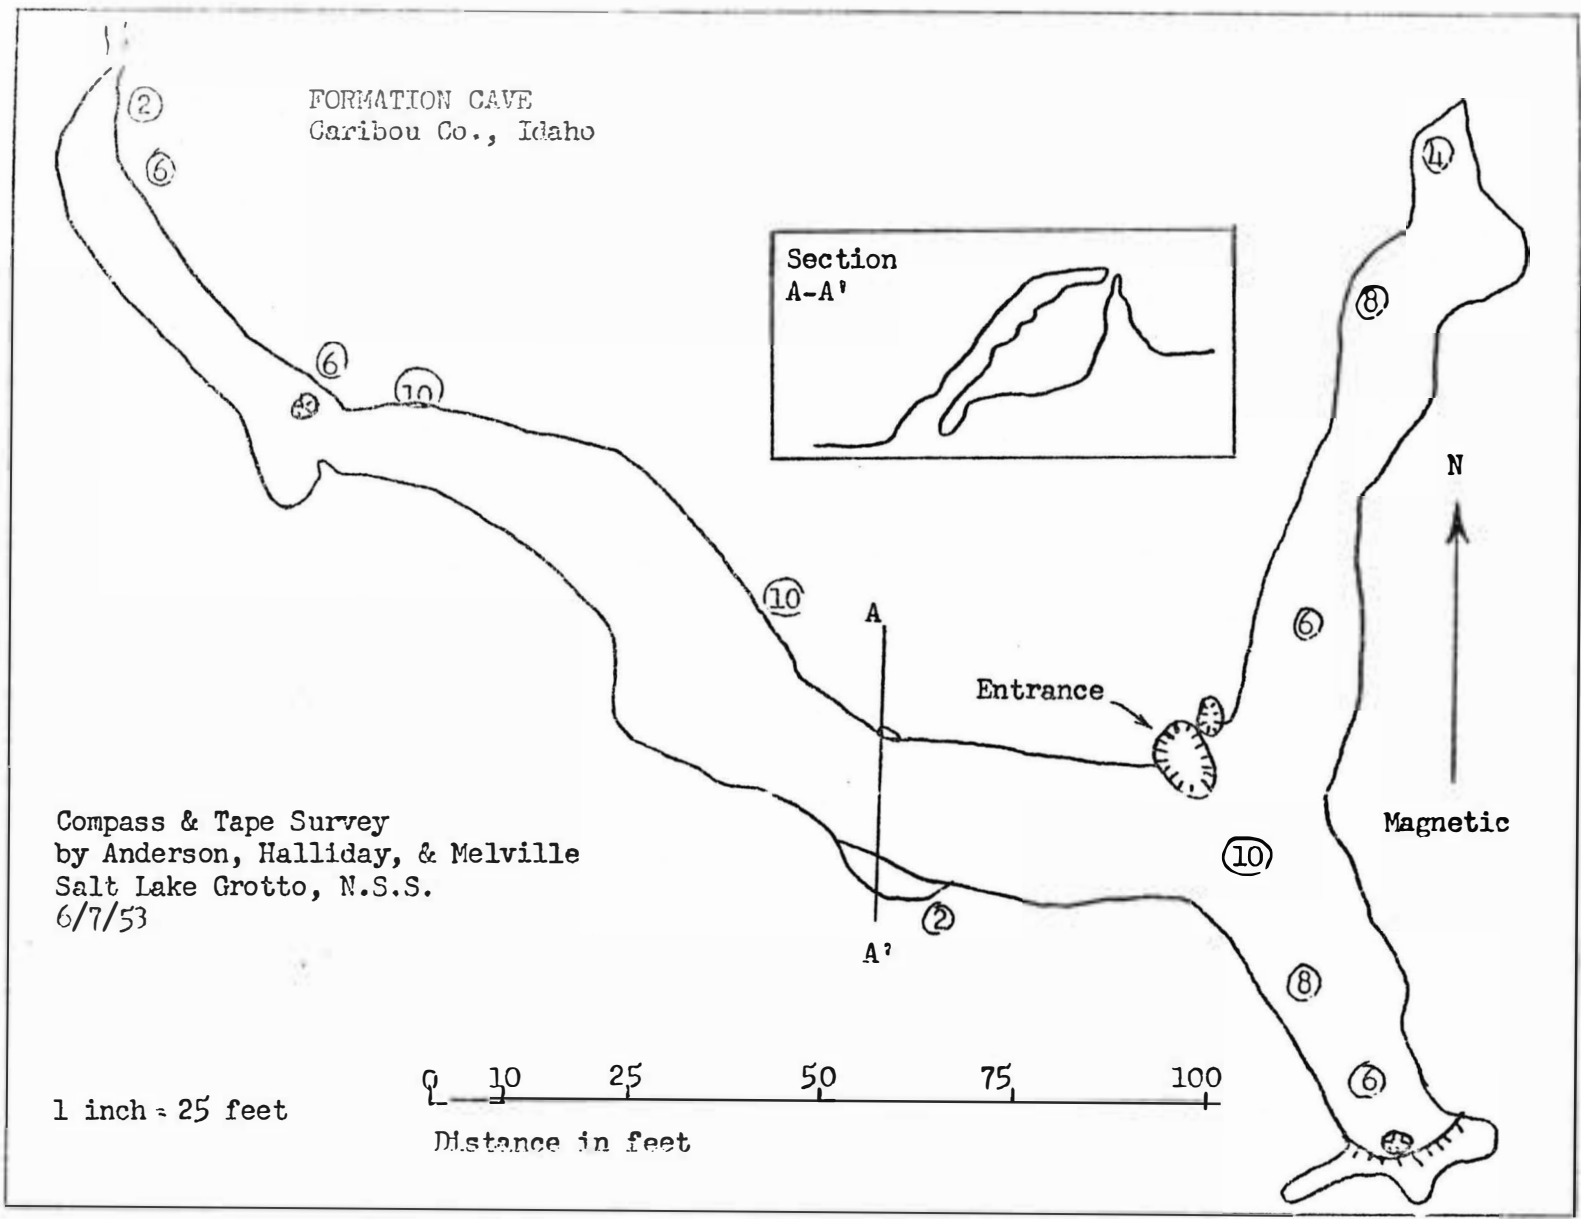 FORMATION CAVE
Caribou Co., Idaho
2
6
6
10
Section
A-A'
4
8
N
10
A
6
Entrance
Magnetic
10
A'
2
8
6
Compass & Tape Survey
by Anderson, Halliday, & Melville
Salt Lake Grotto, N.S.S.
6/7/53
0 10 25 50 75 100
1 inch = 25 feet
Distance in feet